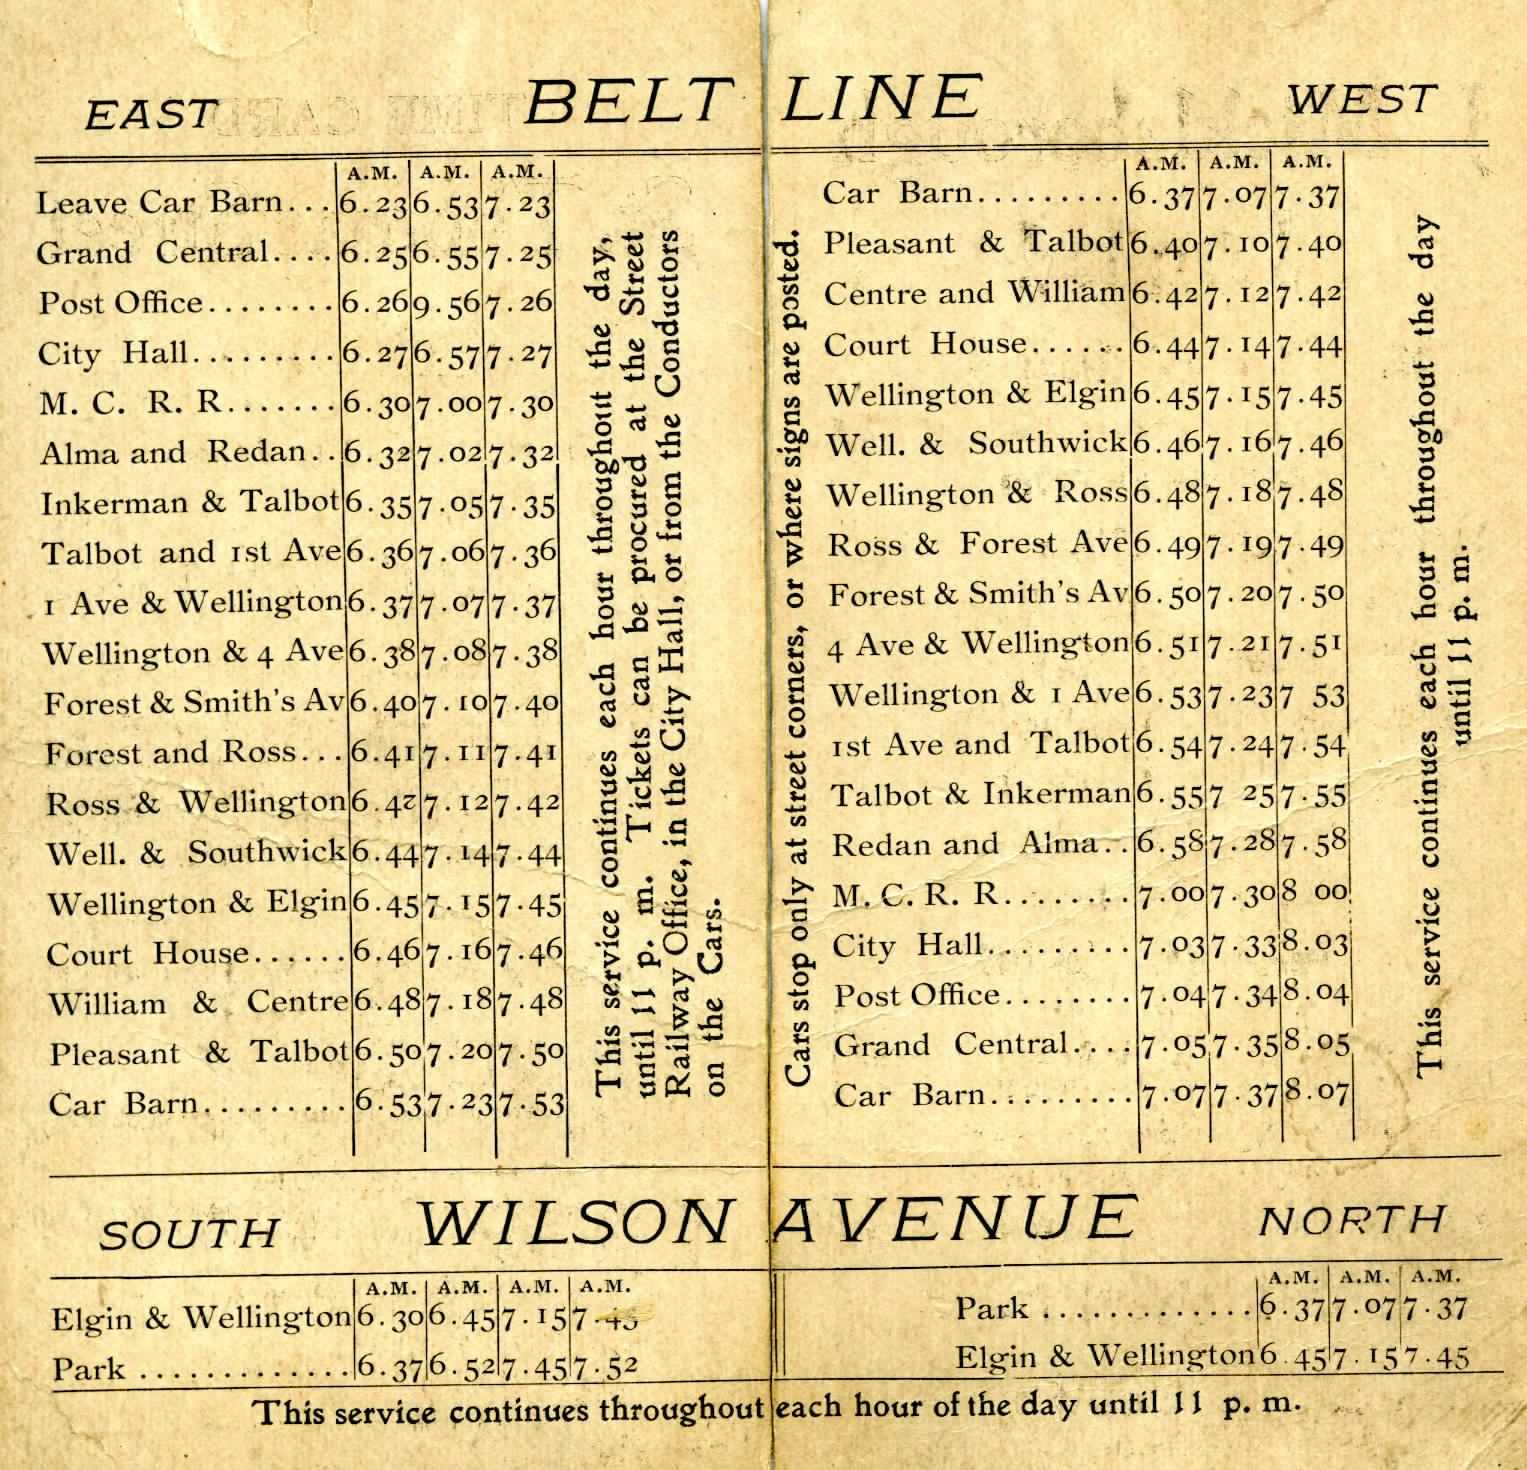 EAST BELT LINE WEST
A.M. A.M. A.M.
Leave Car Barn... 6.23 6.53 7.23
Grand Central.... 6.25 6.55 7.25
Post Office........ 6.26 9.56 7.26
City Hall......... 6.27 6.57 7.27
M. C. R. R....... 6.30 7.00 7.30
Alma and Redan.. 6.32 7.02 7.32
Inkerman & Talbot 6.35 7.05 7.35
Talbot and 1st Ave 6.36 7.06 7.36
1 Ave & Wellington 6.37 7.07 7.37
Wellington & 4 Ave 6.38 7.08 7.38
Forest & Smith's Av 6.40 7.10 7.40
Forest and Ross... 6.41 7.11 7.41
Ross & Wellington 6.42 7.12 7.42
Well. & Southwick 6.44 7.14 7.44
Wellington & Elgin 6.45 7.15 7.45
Court House...... 6.46 7.16 7.46
William & Centre 6.48 7.18 7.48
Pleasant & Talbot 6.50 7.20 7.50
Car Barn......... 6.53 7.23 7.53
This service continues each hour throughout the day,
until 11 p. m. Tickets can be procured at the Street
Railway Office, in the City Hall, or from the Conductors
on the Cars.
Cars stop only at street corners, or where signs are posted.
A.M. A.M. A.M.
Car Barn......... 6.37 7.07 7.37
Pleasant & Talbot 6.40 7.10 7.40
Centre and William 6.42 7.12 7.42
Court House...... 6.44 7.14 7.44
Wellington & Elgin 6.45 7.15 7.45
Well. & Southwick 6.46 7.16 7.46
Wellington & Ross 6.48 7.18 7.48
Ross & Forest Ave 6.49 7.19 7.49
Forest & Smith's Av 6.50 7.20 7.50
4 Ave & Wellington 6.51 7.21 7.51
Wellington & 1 Ave 6.53 7.23 7 53
1st Ave and Talbot 6.54 7.24 7.54
Talbot & Inkerman 6.55 7 25 7.55
Redan and Alma.. 6.58 7.28 7.58
M. C. R. R........ 7.00 7.30 8 00
City Hall......... 7.03 7.33 8.03
Post Office........ 7.04 7.34 8.04
Grand Central.... 7.05 7.35 8.05
Car Barn.......... 7.07 7.37 8.07
This service continues each hour throughout the day
until 11 p. m.
SOUTH WILSON AVENUE NORTH
A.M. A.M. A.M. A.M.
Elgin & Wellington 6.30 6.45 7.15 7.45
Park ............. 6.37 6.52 7.45 7.52
A.M. A.M. A.M.
Park ............. 6.37 7.07 7.37
Elgin & Wellington 6.45 7.15 7.45
This service continues throughout each hour of the day until 11 p. m.